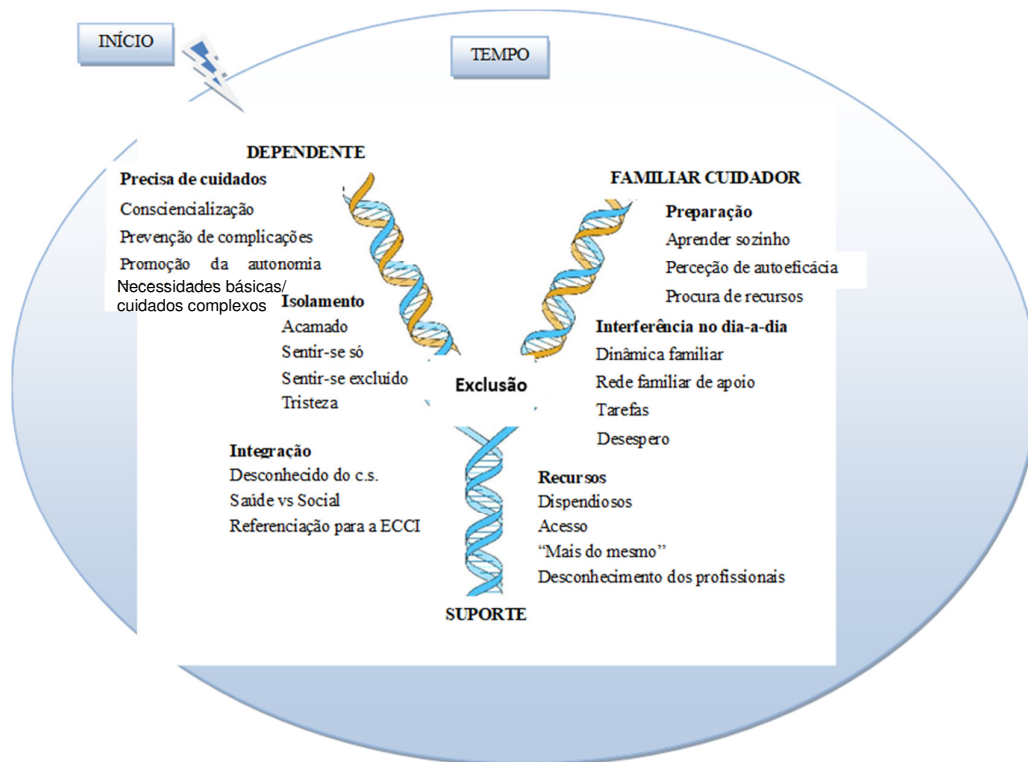 INÍCIO
TEMPO
DEPENDENTE
Precisa de cuidados
Consciencialização
Prevenção de complicações
Promoção da autonomia
Necessidades básicas/
cuidados complexos
Isolamento
Acamado
Sentir-se só
Sentir-se excluido
Tristeza
FAMILIAR CUIDADOR
Preparação
Aprender sozinho
Perceção de autoeficácia
Procura de recursos
Interferência no dia-a-dia
Dinâmica familiar
Rede familiar de apoio
Tarefas
Desespero
Exclusão
Integração
Desconhecido do c.s.
Saúde vs Social
Referenciação para a ECCI
Recursos
Dispendiosos
Acesso
“Mais do mesmo”
Desconhecimento dos profissionais
SUPORTE